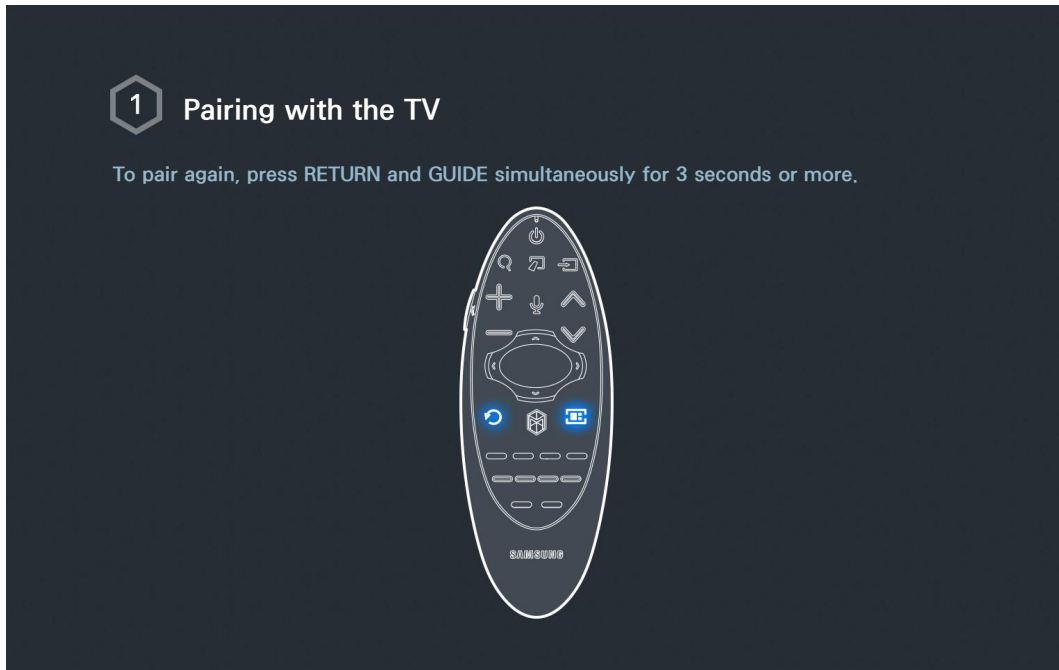 1
Pairing with the TV
To pair again, press RETURN and GUIDE simultaneously for 3 seconds or more.
SAMSUNG